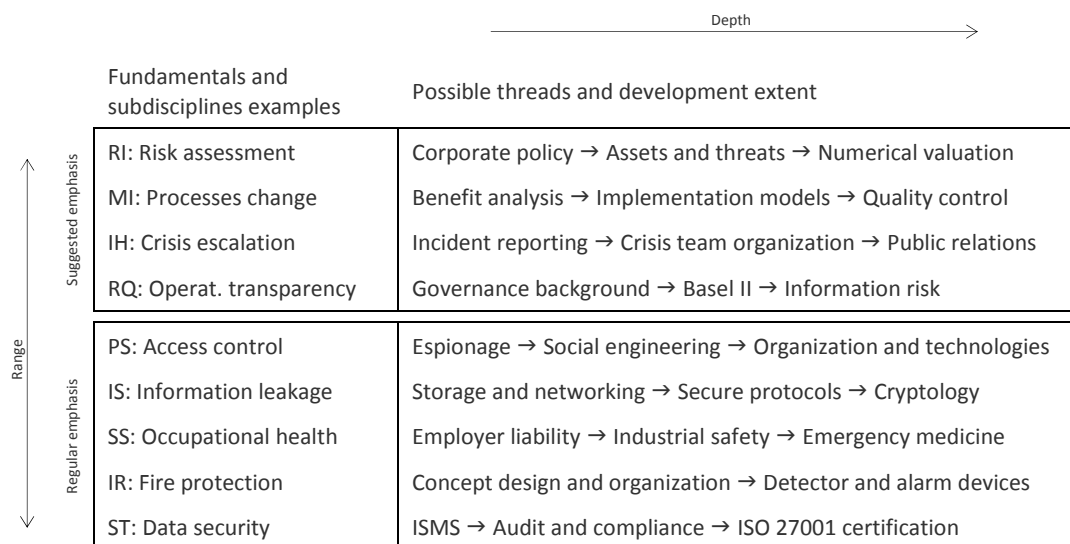 Depth
Fundamentals and
subdisciplines examples
Possible threads and development extent
Range
Suggested emphasis
RI: Risk assessment
Corporate policy → Assets and threats → Numerical valuation
MI: Processes change
Benefit analysis → Implementation models → Quality control
IH: Crisis escalation
Incident reporting → Crisis team organization → Public relations
RQ: Operat. transparency
Governance background → Basel II → Information risk
Regular emphasis
PS: Access control
Espionage → Social engineering → Organization and technologies
IS: Information leakage
Storage and networking → Secure protocols → Cryptology
SS: Occupational health
Employer liability → Industrial safety → Emergency medicine
IR: Fire protection
Concept design and organization → Detector and alarm devices
ST: Data security
ISMS → Audit and compliance → ISO 27001 certification